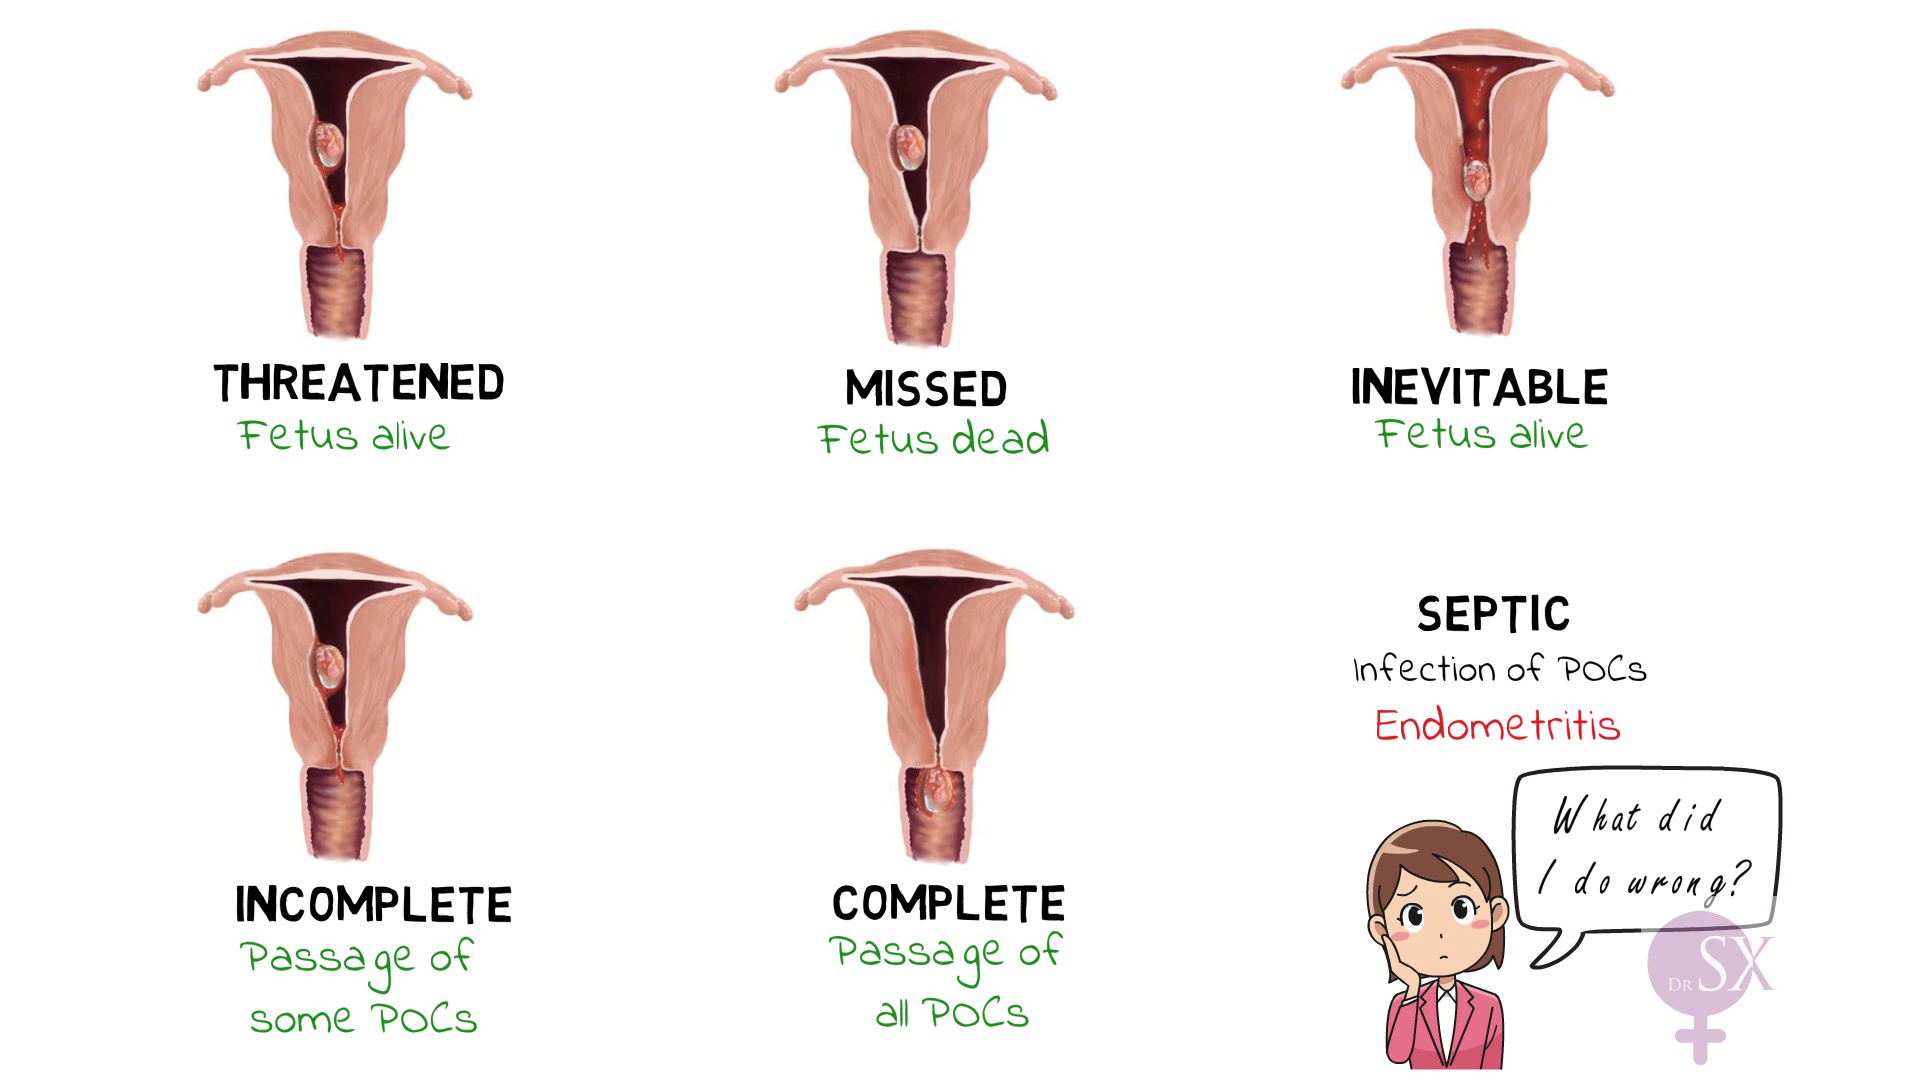 THREATENED
Fetus alive
MISSED
Fetus dead
INEVITABLE
Fetus alive
INCOMPLETE
Passage of
some POCs
COMPLETE
Passage of
all POCs
SEPTIC
Infection of POCs
Endometritis
What did
I do wrong?
DR SX